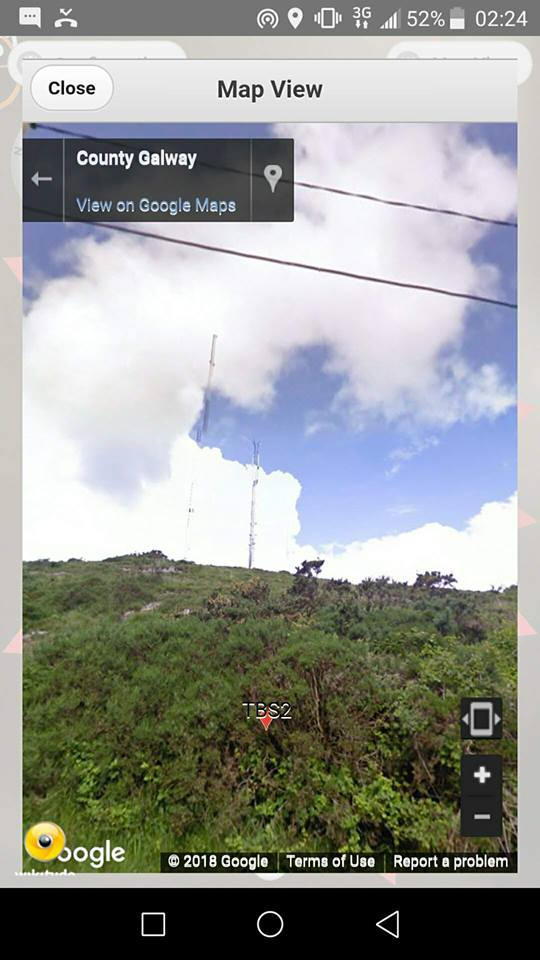 3G 52% 02:24
Close
Map View
County Galway
View on Google Maps
TBS2
Google
© 2018 Google
Terms of Use
Report a problem
wikitude